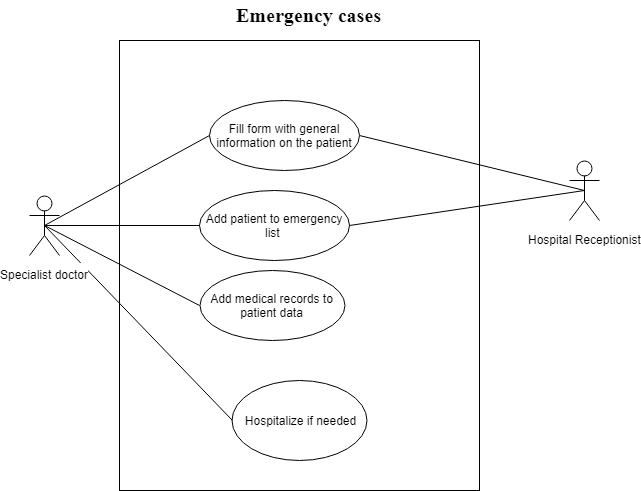 Emergency cases
Fill form with general
information on the patient
Add patient to emergency
list
Hospital Receptionist
Specialist doctor
Add medical records to
patient data
Hospitalize if needed